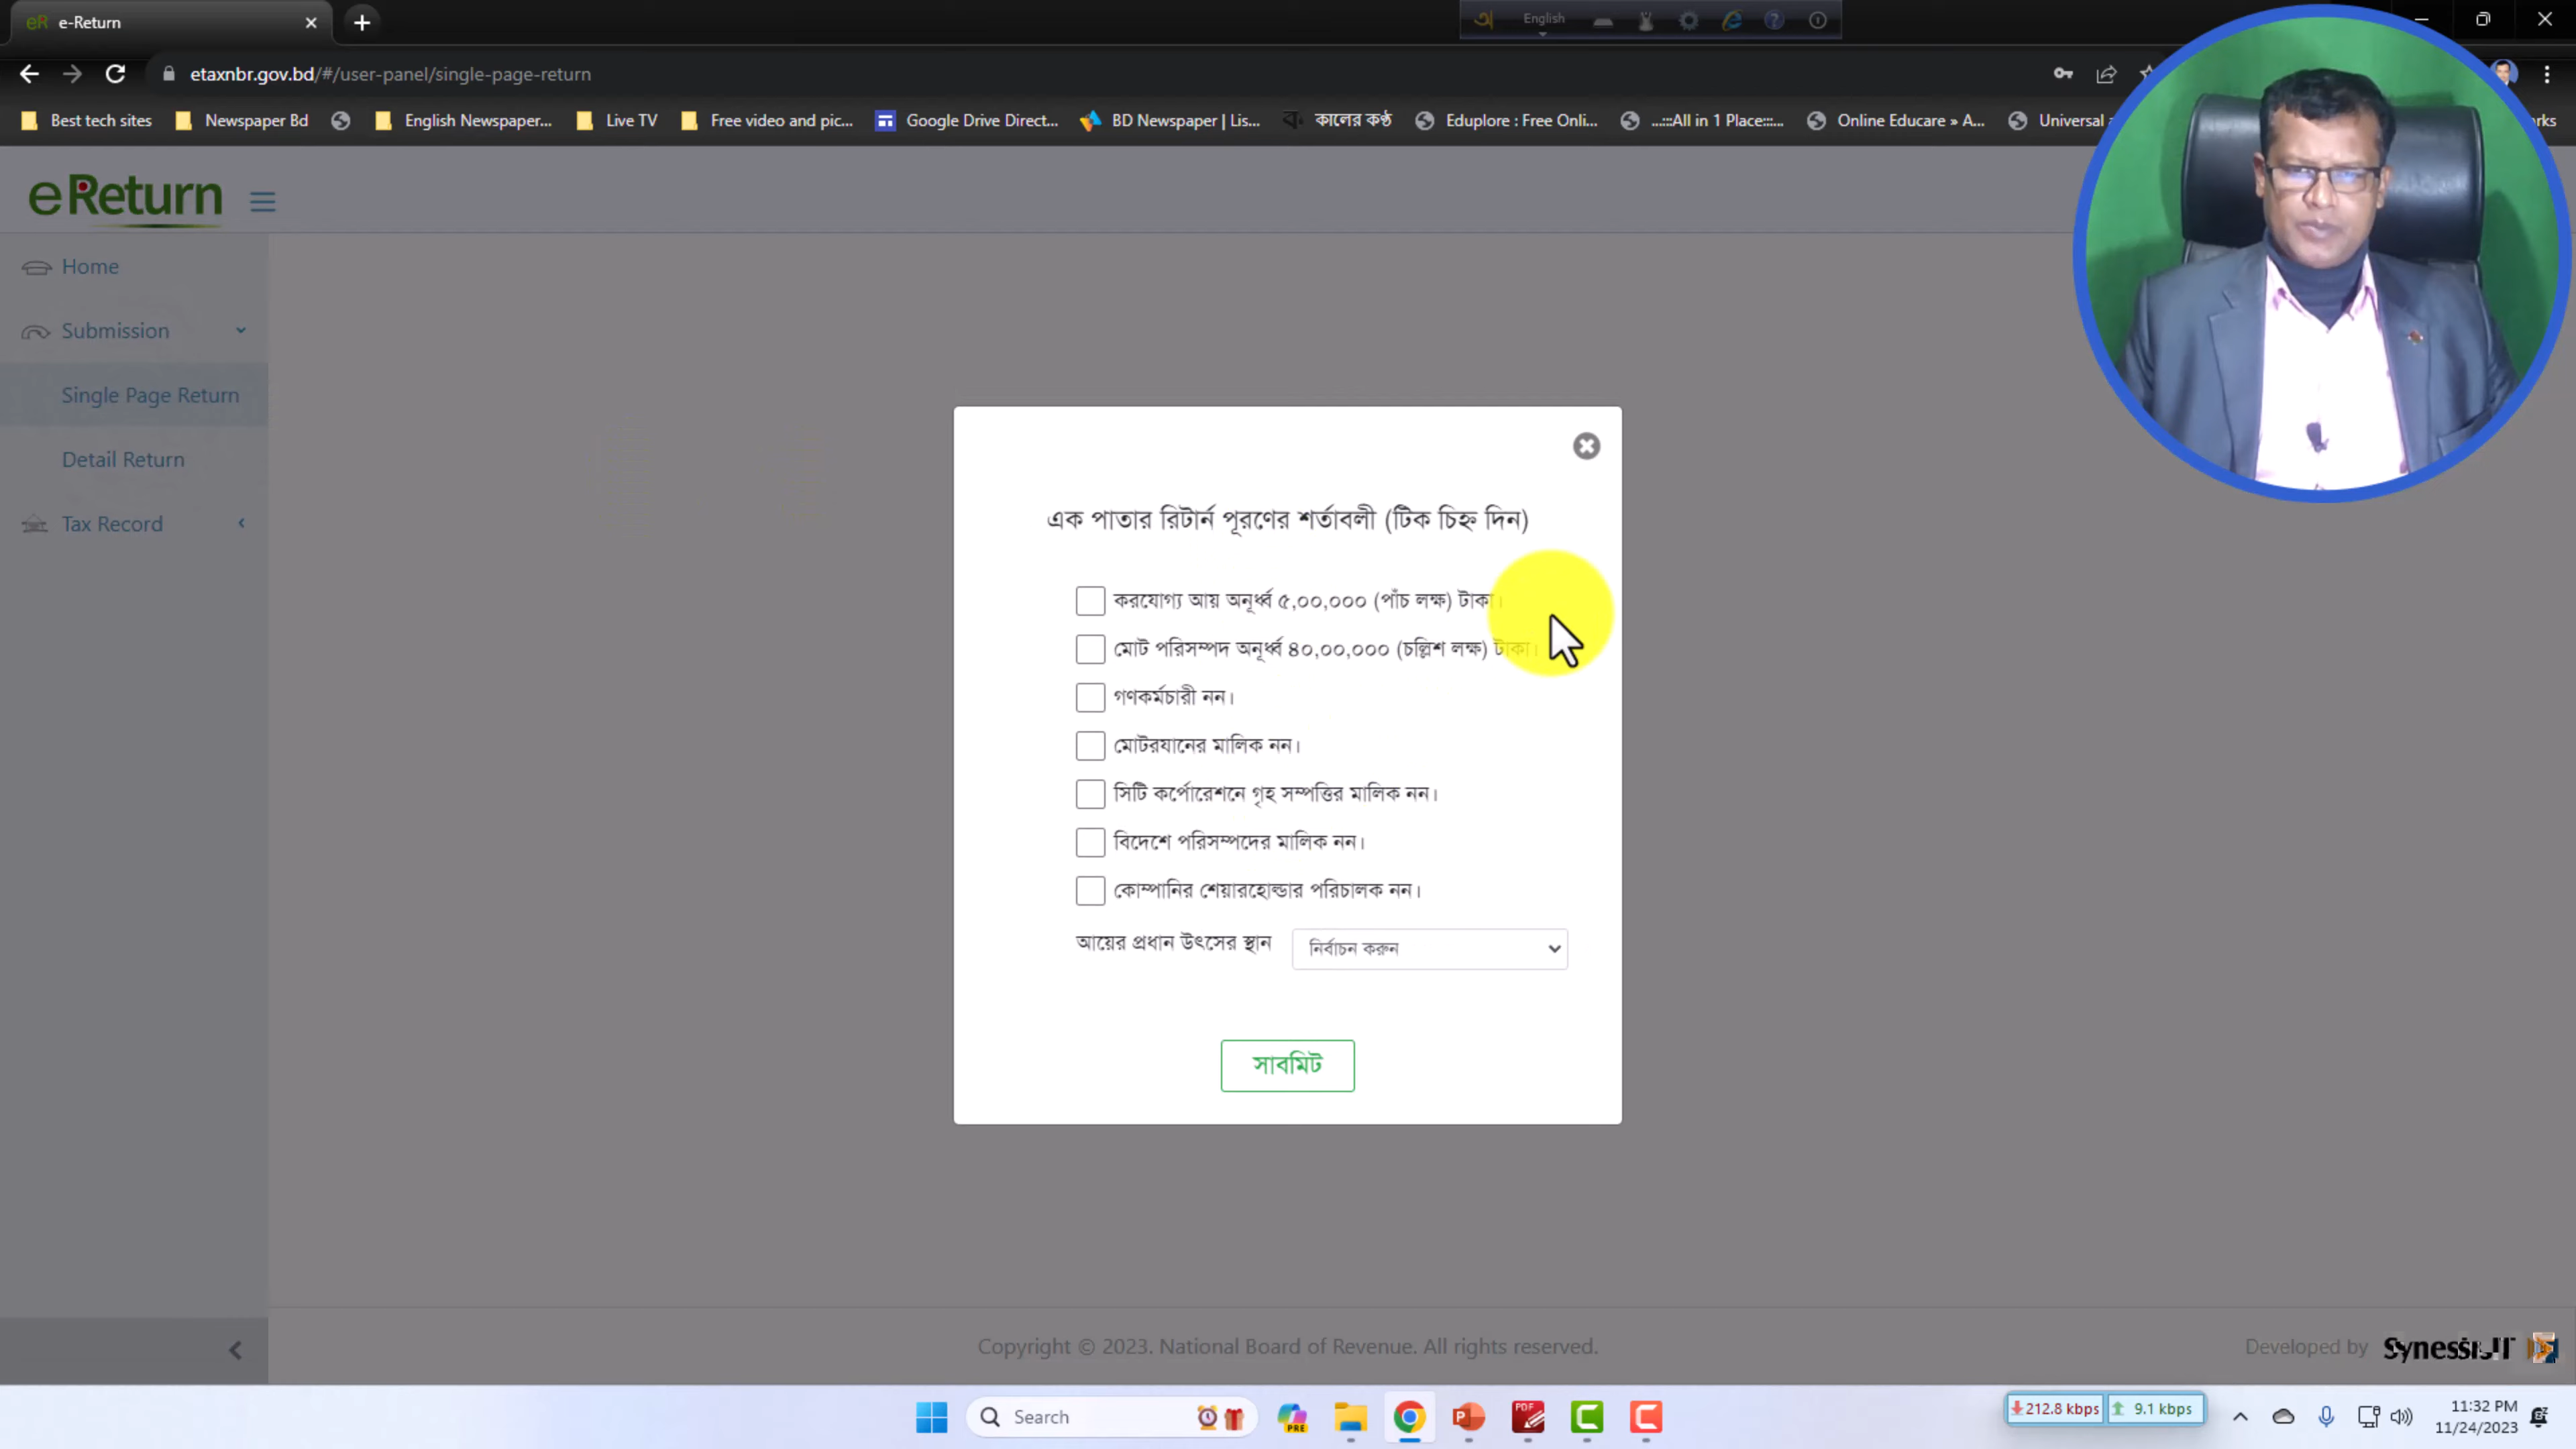 e-Return
English
etaxnbr.gov.bd/#/user-panel/single-page-return
Best tech sites
Newspaper Bd
English Newspaper...
Live TV
Free video and pic...
Google Drive Direct...
BD Newspaper | Lis...
কালের কণ্ঠ
Eduplore : Free Onli...
...:::All in 1 Place:::...
Online Educare » A...
Universal
eReturn
Home
Submission
Single Page Return
Detail Return
Tax Record
এক পাতার রিটার্ন পূরণের শর্তাবলী (টিক চিহ্ন দিন)
করযোগ্য আয় অনূর্ধ্ব ৫,০০,০০০ (পাঁচ লক্ষ) টাকা।
মোট পরিসম্পদ অনূর্ধ্ব ৪০,০০,০০০ (চল্লিশ লক্ষ) টাকা।
গণকর্মচারী নন।
মোটরযানের মালিক নন।
সিটি কর্পোরেশনে গৃহ সম্পত্তির মালিক নন।
বিদেশে পরিসম্পদের মালিক নন।
কোম্পানির শেয়ারহোল্ডার পরিচালক নন।
আয়ের প্রধান উৎসের স্থান
নির্বাচন করুন
সাবমিট
Copyright © 2023. National Board of Revenue. All rights reserved.
Developed by
Search
PRE
PDF
212.8 kbps
9.1 kbps
11:32 PM
11/24/2023